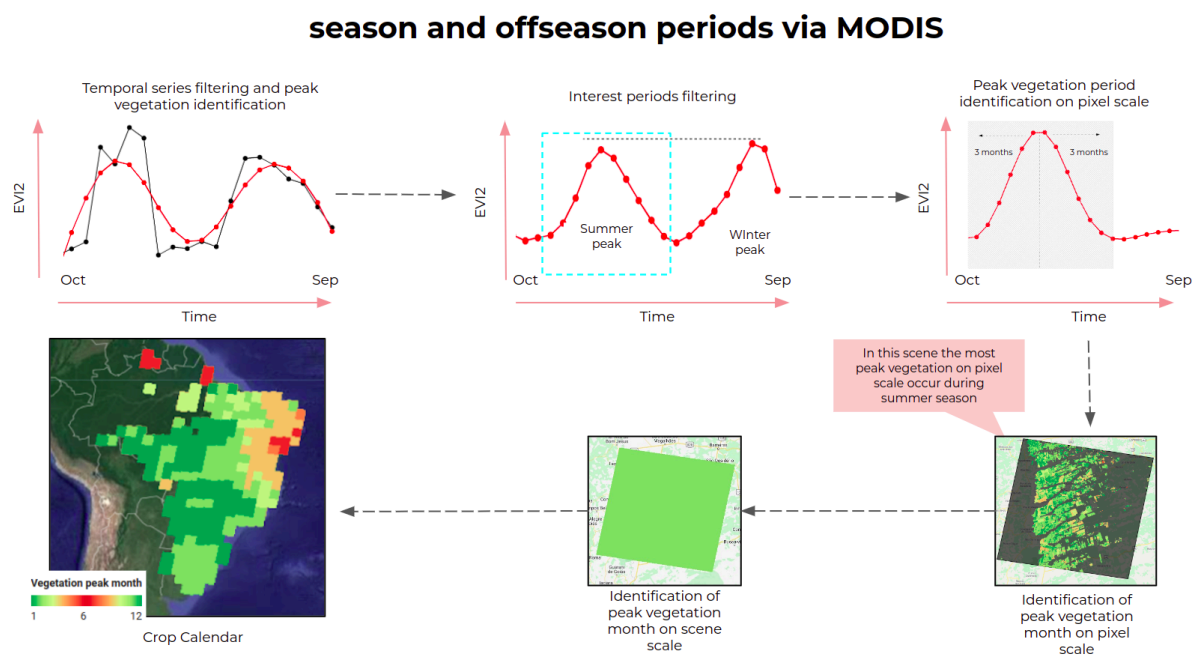 season and offseason periods via MODIS
Temporal series filtering and peak
vegetation identification
EVI2
Oct
Sep
Time
Interest periods filtering
EVI2
Summer
peak
WInter
peak
Oct
Sep
Time
Peak vegetation period
identification on pixel scale
3 months
3 months
EVI2
Oct
Sep
Time
In this scene the most
peak vegetation on pixel
scale occur during
summer season
Identification of
peak vegetation
month on pixel
scale
Identification of
peak vegetation
month on scene
scale
Vegetation peak month
1
6
12
Crop Calendar